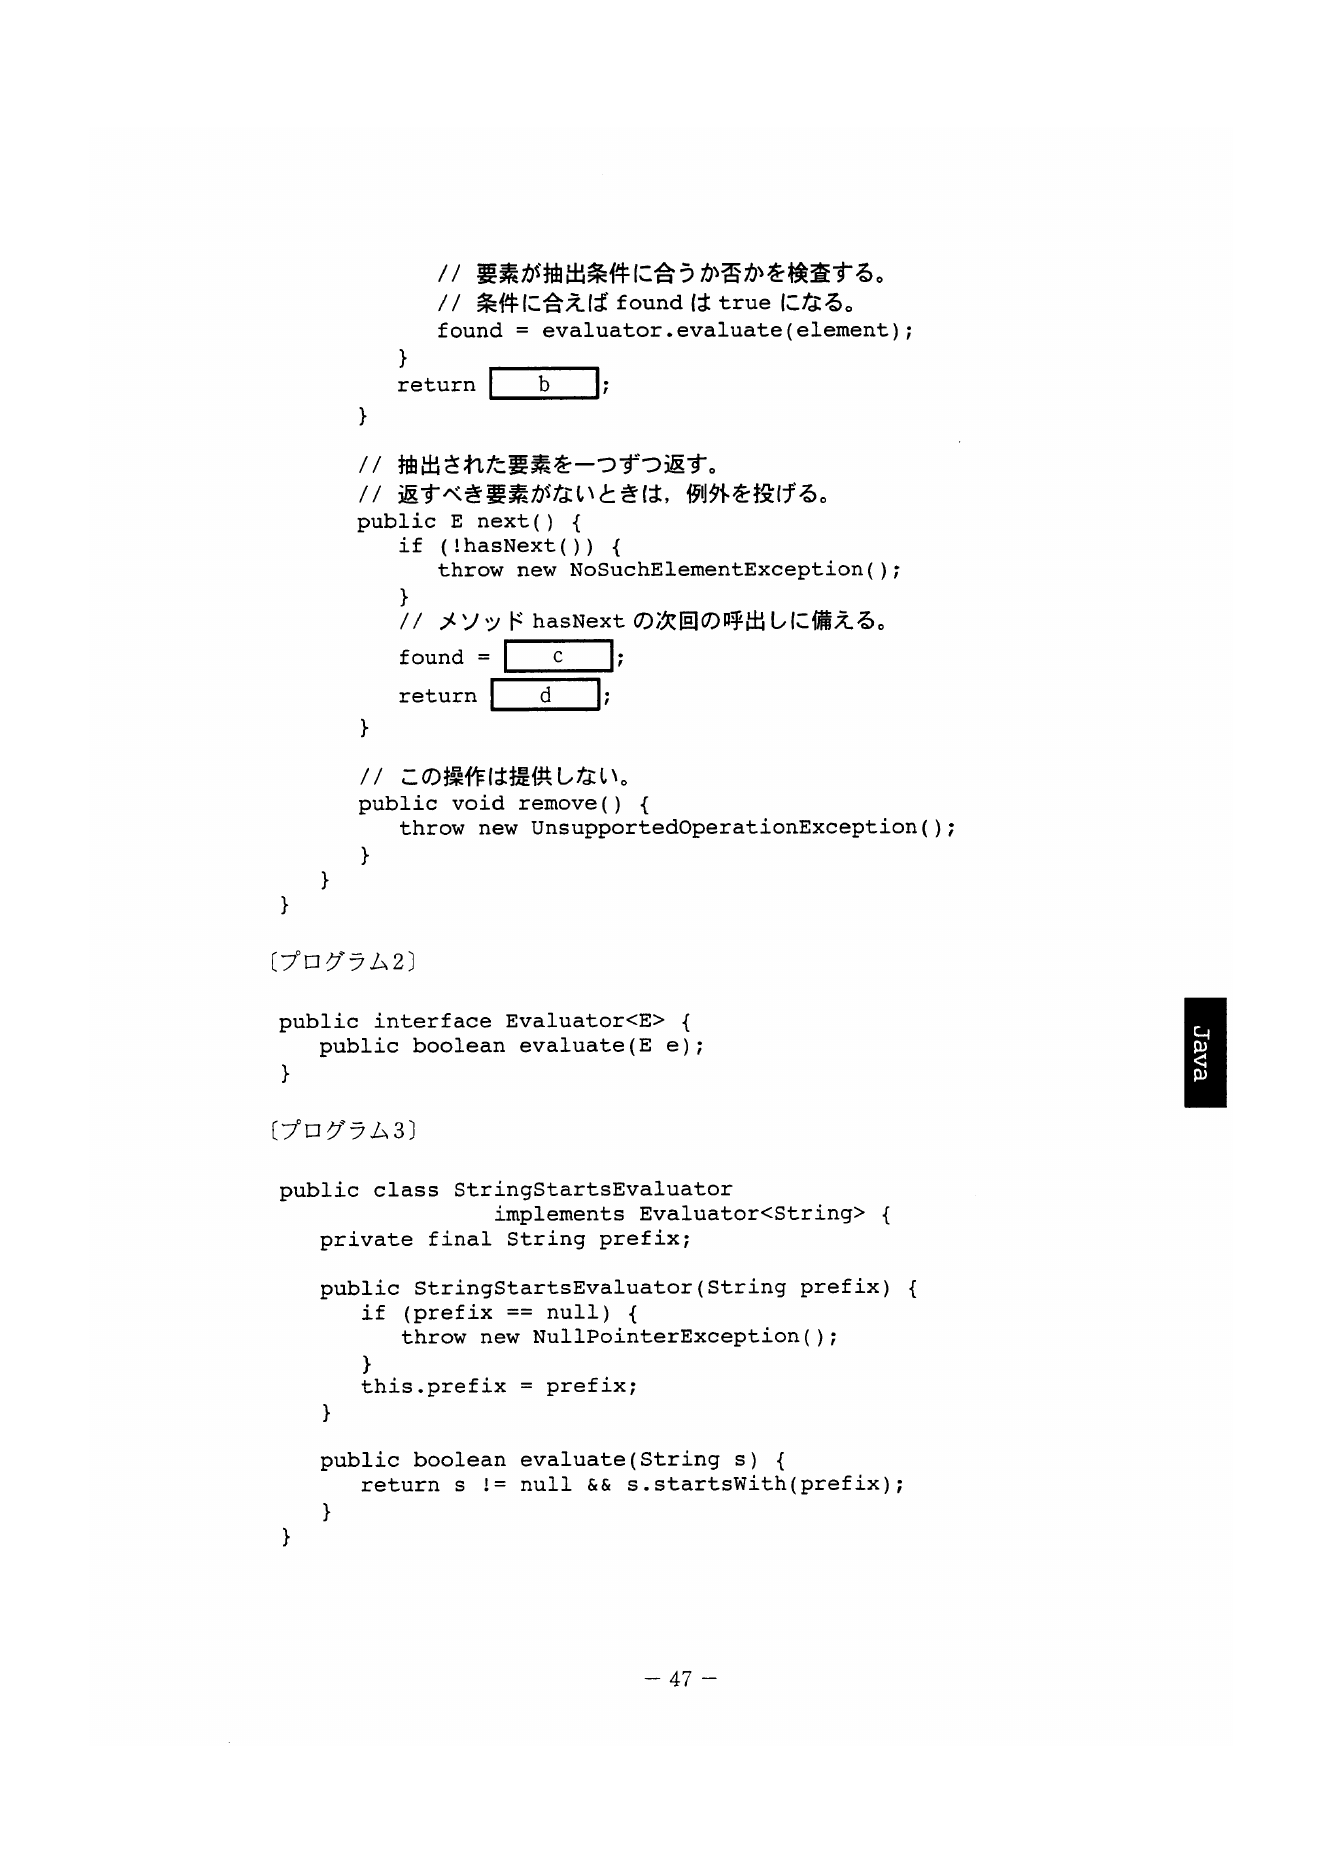 // 要素が抽出条件に合うか否かを検査する。
// 条件に合えば found は true になる。
found = evaluator.evaluate(element);
}
return b;
}
// 抽出された要素を一つずつ返す。
// 返すべき要素がないときは，例外を投げる。
public E next() {
if (!hasNext()) {
throw new NoSuchElementException();
}
// メソッド hasNext の次回の呼出しに備える。
found = c;
return d;
}
// この操作は提供しない。
public void remove() {
throw new UnsupportedOperationException();
}
}
}
〔プログラム2〕
public interface Evaluator<E> {
public boolean evaluate(E e);
}
Java
〔プログラム3〕
public class StringStartsEvaluator
implements Evaluator<String> {
private final String prefix;
public StringStartsEvaluator(String prefix) {
if (prefix == null) {
throw new NullPointerException();
}
this.prefix = prefix;
}
public boolean evaluate(String s) {
return s != null && s.startsWith(prefix);
}
}
— 47 —